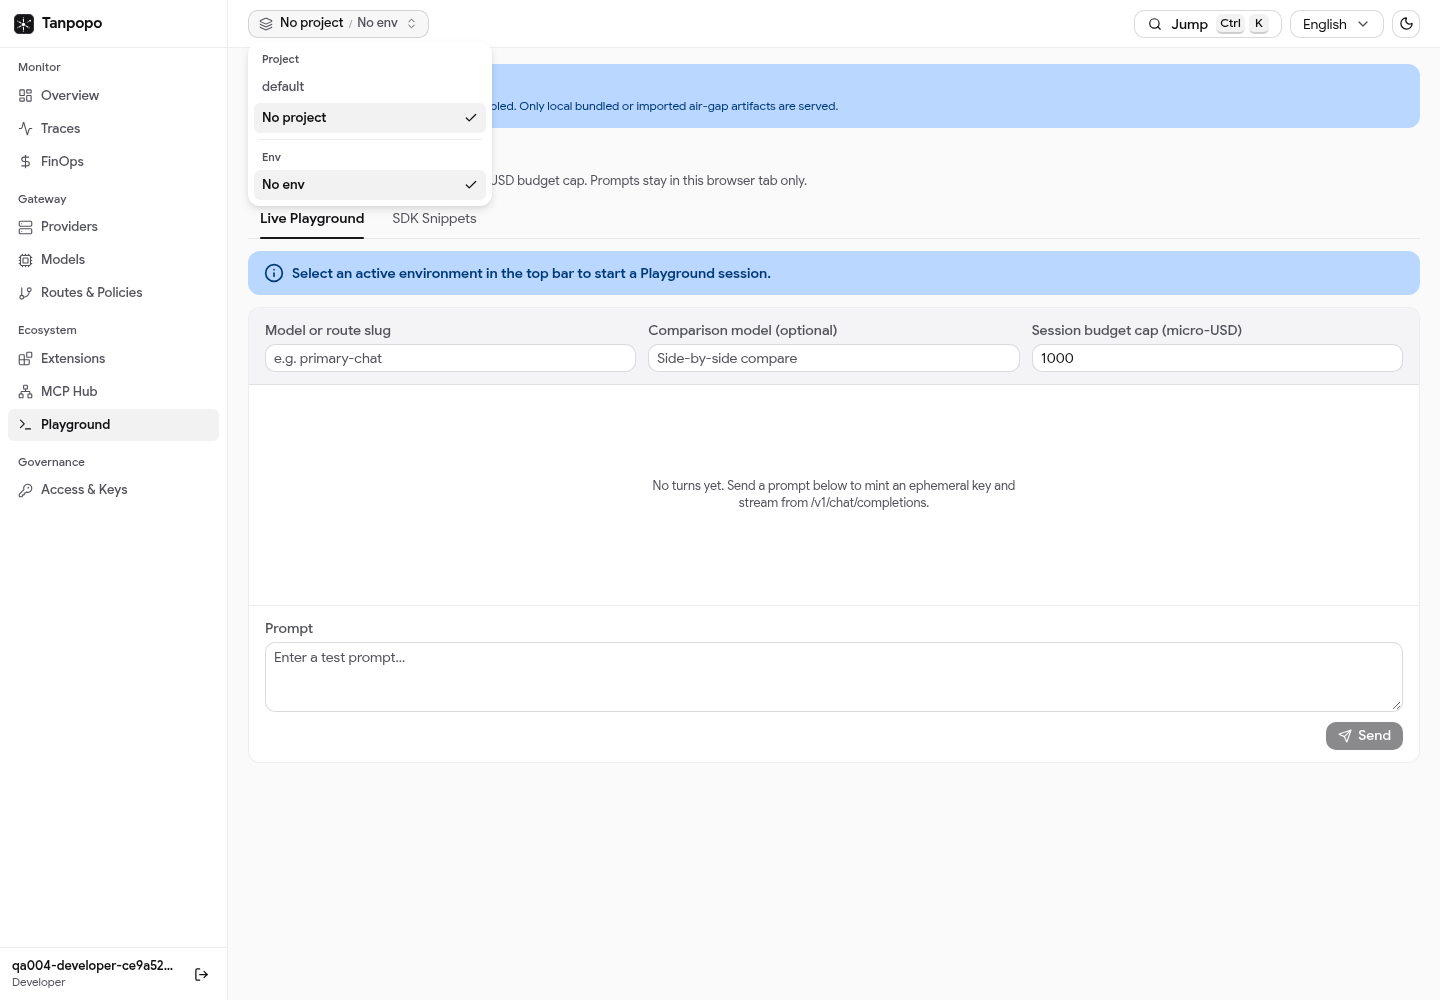 Tanpopo
No project / No env
Jump Ctrl K
English
Monitor
Overview
Traces
FinOps
Gateway
Providers
Models
Routes & Policies
Ecosystem
Extensions
MCP Hub
Playground
Governance
Access & Keys
qa004-developer-ce9a52...
Developer
Project
default
No project
Env
No env
Only local bundled or imported air-gap artifacts are served.
USD budget cap. Prompts stay in this browser tab only.
Live Playground
SDK Snippets
Select an active environment in the top bar to start a Playground session.
Model or route slug
e.g. primary-chat
Comparison model (optional)
Side-by-side compare
Session budget cap (micro-USD)
1000
No turns yet. Send a prompt below to mint an ephemeral key and
stream from /v1/chat/completions.
Prompt
Enter a test prompt...
Send